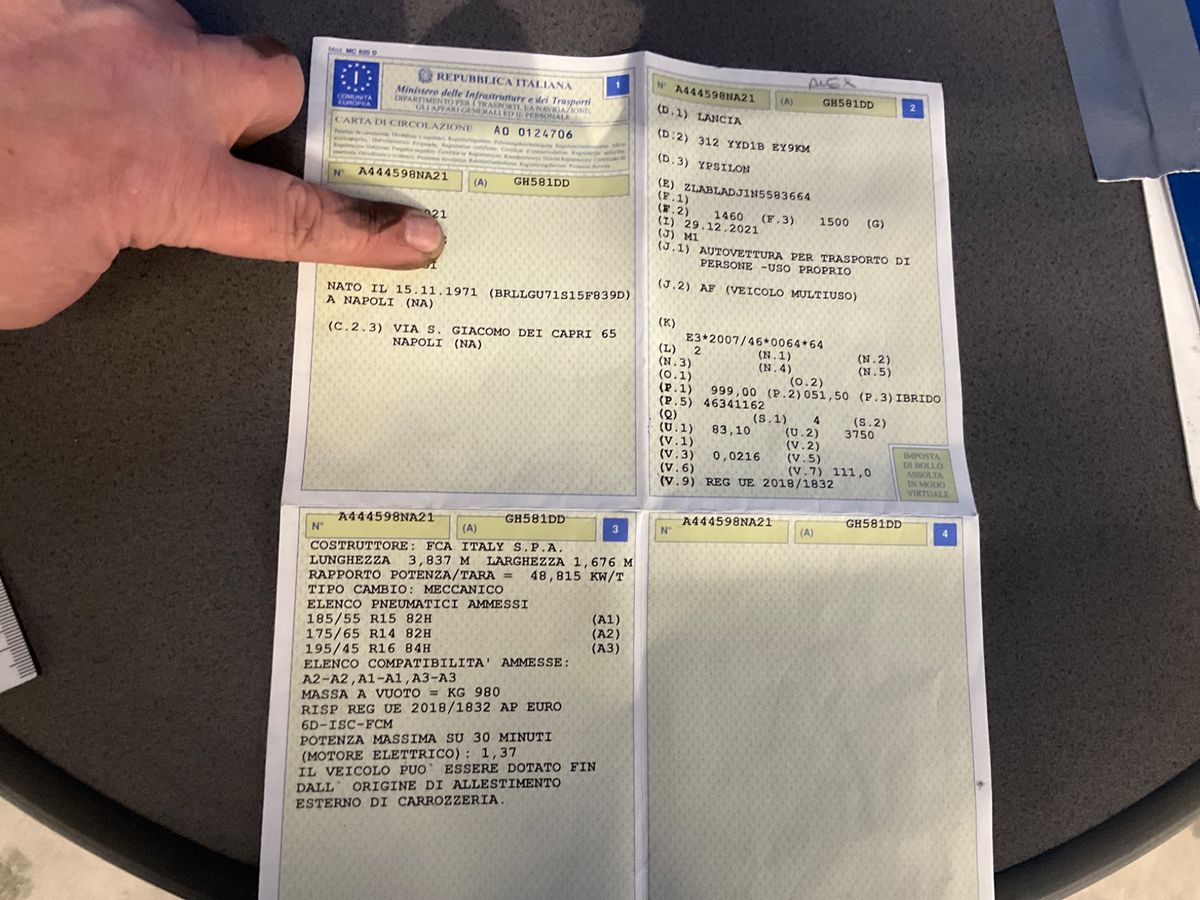 Mod. MC 820 D
COMUNITÀ
EUROPEA
I
REPUBBLICA ITALIANA
1
Ministero delle Infrastrutture e dei Trasporti
DIPARTIMENTO PER I TRASPORTI, LA NAVIGAZIONE,
GLI AFFARI GENERALI ED IL PERSONALE
CARTA DI CIRCOLAZIONE AO 0124706
N° A444598NA21 (A) GH581DD
NATO IL 15.11.1971 (BRLLGU71S15F839D)
A NAPOLI (NA)
(C.2.3) VIA S. GIACOMO DEI CAPRI 65
NAPOLI (NA)
ALEX
N° A444598NA21 (A) GH581DD 2
(D.1) LANCIA
(D.2) 312 YYD1B EY9KM
(D.3) YPSILON
(E) ZLABLADJ1N5583664
(F.1)
(F.2) 1460 (F.3) 1500 (G)
(I) 29.12.2021
(J) M1
(J.1) AUTOVETTURA PER TRASPORTO DI
PERSONE -USO PROPRIO
(J.2) AF (VEICOLO MULTIUSO)
(K)
E3*2007/46*0064*64
(L) 2 (N.1) (N.2)
(N.3) (N.4) (N.5)
(O.1) (O.2)
(P.1) 999,00 (P.2)051,50 (P.3)IBRIDO
(P.5) 46341162
(Q) (S.1) 4 (S.2)
(U.1) 83,10 (U.2) 3750
(V.1) (V.2)
(V.3) 0,0216 (V.5)
(V.6) (V.7) 111,0
(V.9) REG UE 2018/1832
IMPOSTA
DI BOLLO
ASSOLTA
IN MODO
VIRTUALE
N° A444598NA21 (A) GH581DD 3
COSTRUTTORE: FCA ITALY S.P.A.
LUNGHEZZA 3,837 M LARGHEZZA 1,676 M
RAPPORTO POTENZA/TARA = 48,815 KW/T
TIPO CAMBIO: MECCANICO
ELENCO PNEUMATICI AMMESSI
185/55 R15 82H (A1)
175/65 R14 82H (A2)
195/45 R16 84H (A3)
ELENCO COMPATIBILITA' AMMESSE:
A2-A2,A1-A1,A3-A3
MASSA A VUOTO = KG 980
RISP REG UE 2018/1832 AP EURO
6D-ISC-FCM
POTENZA MASSIMA SU 30 MINUTI
(MOTORE ELETTRICO): 1,37
IL VEICOLO PUO` ESSERE DOTATO FIN
DALL` ORIGINE DI ALLESTIMENTO
ESTERNO DI CARROZZERIA.
N° A444598NA21 (A) GH581DD 4